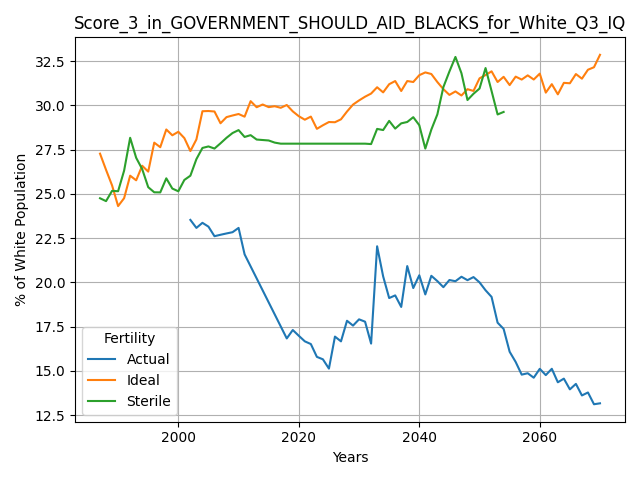 Score_3_in_GOVERNMENT_SHOULD_AID_BLACKS_for_White_Q3_IQ
% of White Population
32.5
30.0
27.5
25.0
22.5
20.0
17.5
15.0
12.5
Fertility
Actual
Ideal
Sterile
2000
2020
2040
2060
Years